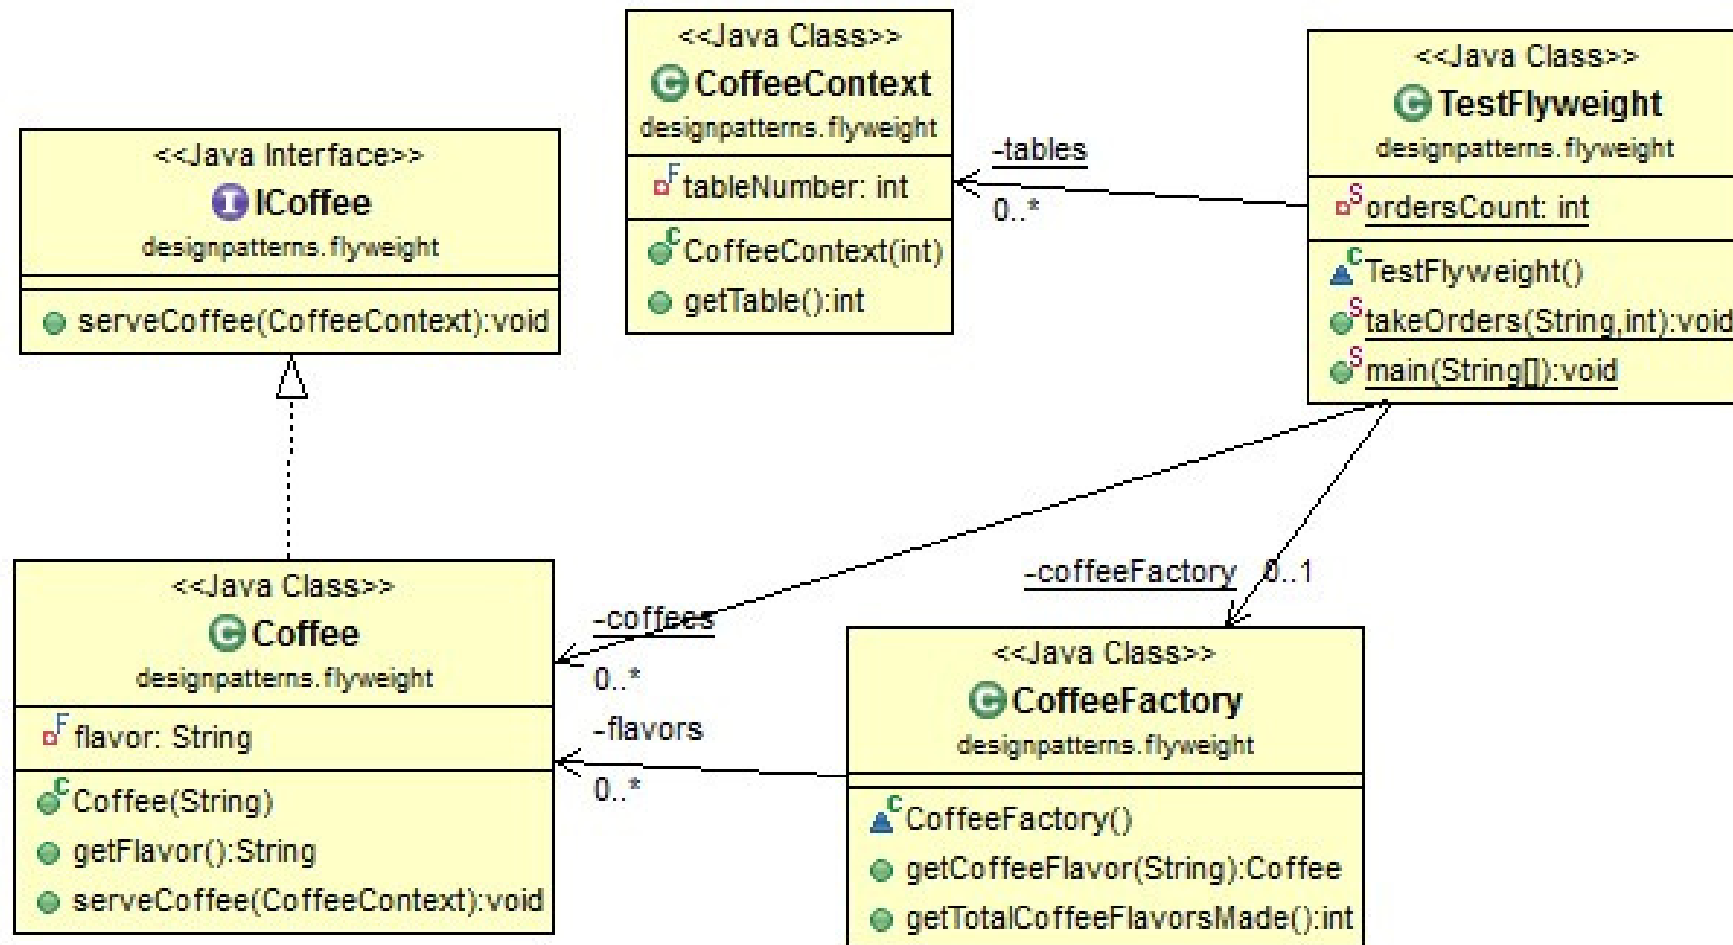 <<Java Interface>>
ICoffee
designpatterns.flyweight
serveCoffee(CoffeeContext):void
<<Java Class>>
CoffeeContext
designpatterns.flyweight
F tableNumber: int
C CoffeeContext(int)
getTable():int
-tables
0..*
<<Java Class>>
TestFlyweight
designpatterns.flyweight
S ordersCount: int
C TestFlyweight()
S takeOrders(String,int):void
S main(String[]):void
<<Java Class>>
Coffee
designpatterns.flyweight
F flavor: String
C Coffee(String)
getFlavor():String
serveCoffee(CoffeeContext):void
-coffees
0..*
-flavors
0..*
-coffeeFactory 0..1
<<Java Class>>
CoffeeFactory
designpatterns.flyweight
C CoffeeFactory()
getCoffeeFlavor(String):Coffee
getTotalCoffeeFlavorsMade():int